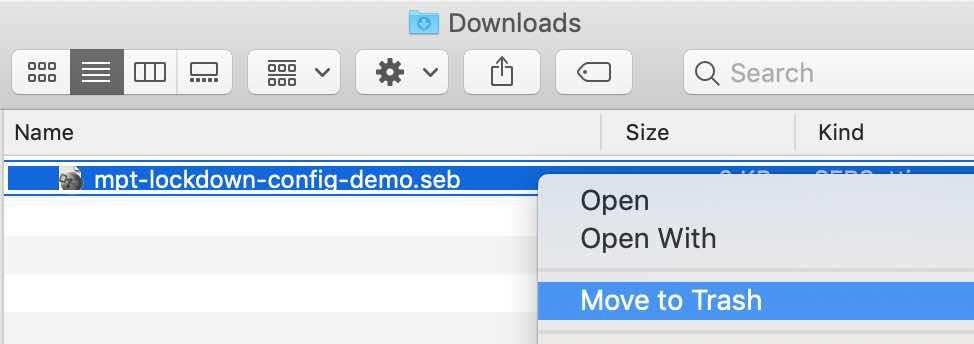 Downloads
Search
Name Size Kind
mpt-lockdown-config-demo.seb
Open
Open With
Move to Trash